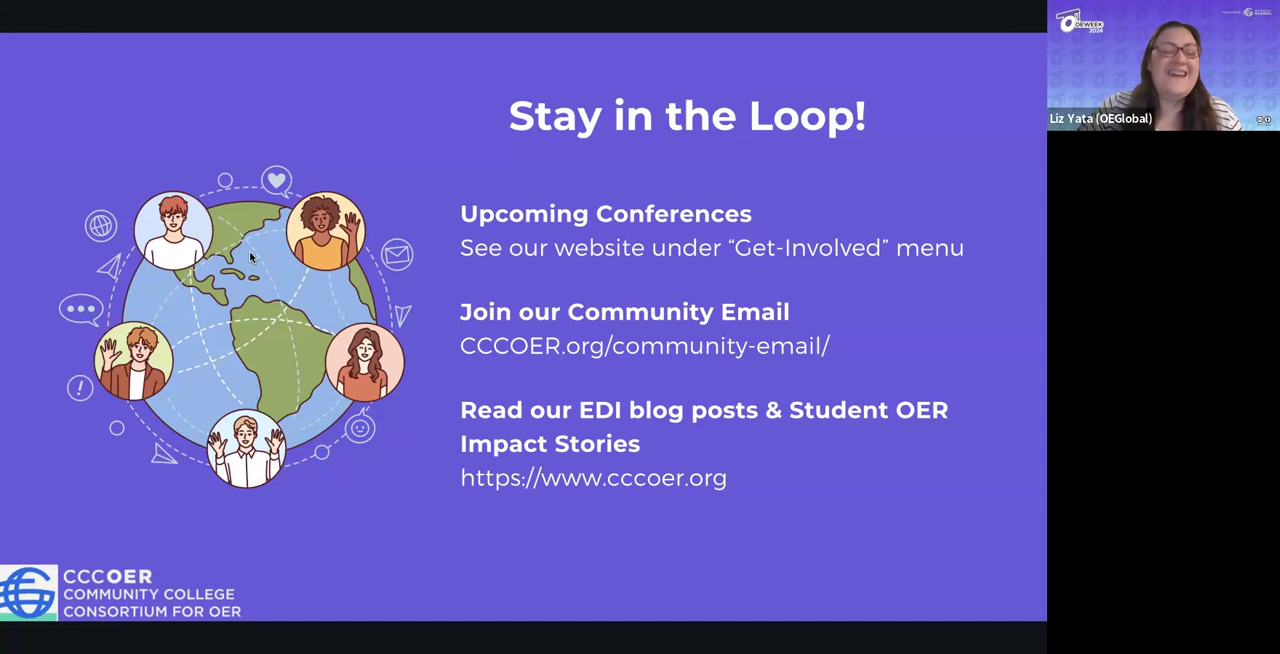 Stay in the Loop!
Upcoming Conferences
See our website under “Get-Involved” menu
Join our Community Email
CCCOER.org/community-email/
Read our EDI blog posts & Student OER
Impact Stories
https://www.cccoer.org
CCCOER
COMMUNITY COLLEGE
CONSORTIUM FOR OER
OEWEEK
2024
Liz Yata (OEGlobal)